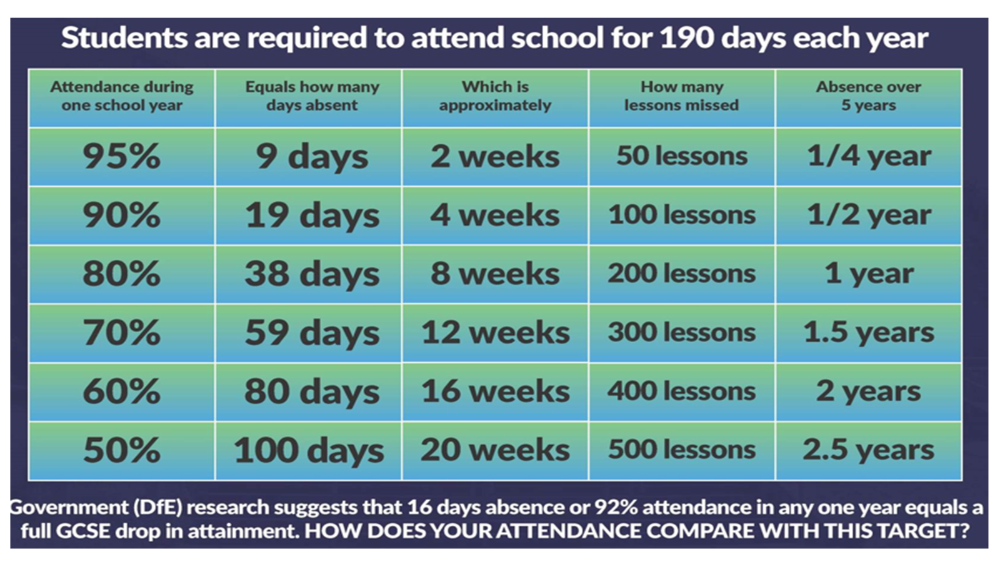 Students are required to attend school for 190 days each year
Attendance during one school year
Equals how many days absent
Which is approximately
How many lessons missed
Absence over 5 years
95% 9 days 2 weeks 50 lessons 1/4 year
90% 19 days 4 weeks 100 lessons 1/2 year
80% 38 days 8 weeks 200 lessons 1 year
70% 59 days 12 weeks 300 lessons 1.5 years
60% 80 days 16 weeks 400 lessons 2 years
50% 100 days 20 weeks 500 lessons 2.5 years
Government (DfE) research suggests that 16 days absence or 92% attendance in any one year equals a
full GCSE drop in attainment. HOW DOES YOUR ATTENDANCE COMPARE WITH THIS TARGET?